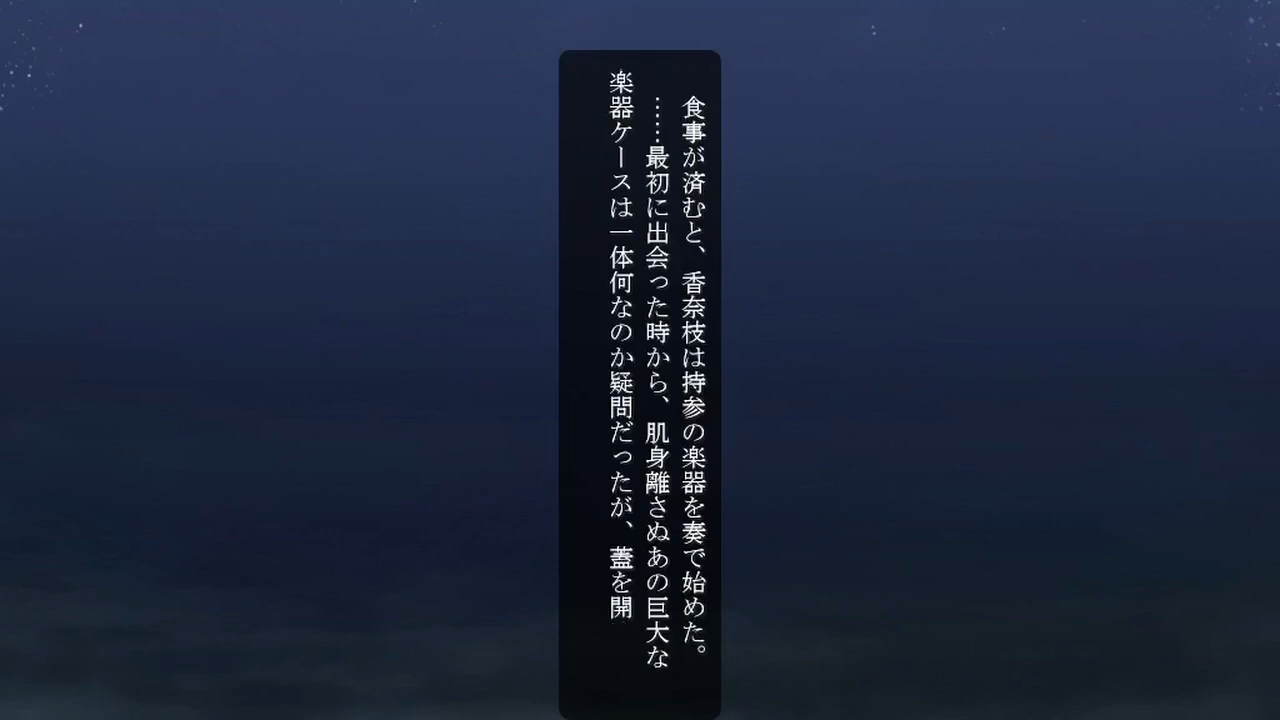 食事が済むと、香奈枝は持参の楽器を奏で始めた。
……最初に出会った時から、肌身離さぬあの巨大な
楽器ケースは一体何なのか疑問だったが、蓋を開